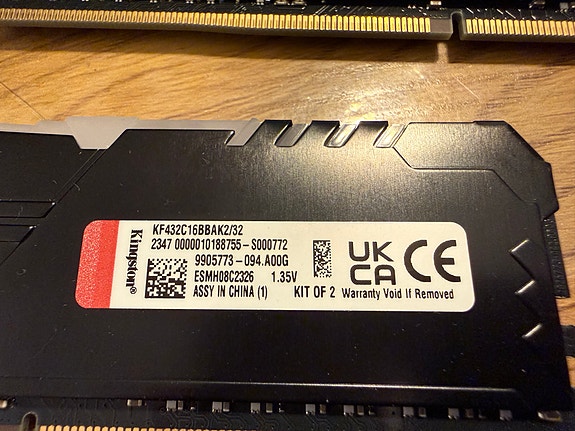 Kingston®
KF432C16BBAK2/32
2347 0000010188755-S000772
9905773-094.A00G
ESMH08C2326 1.35V
ASSY IN CHINA (1) KIT OF 2 Warranty Void If Removed
UK
CA CE